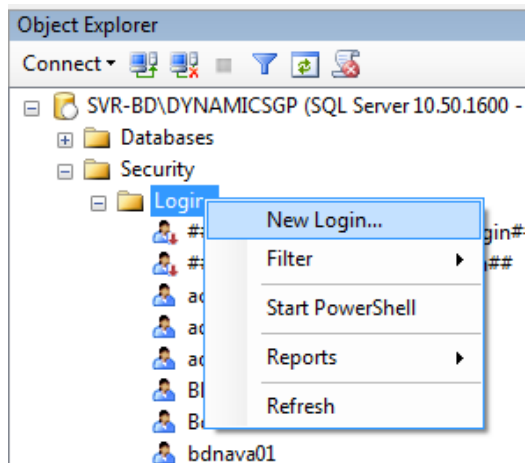 Object Explorer
Connect
SVR-BD\DYNAMICSGP (SQL Server 10.50.1600 -
Databases
Security
Login
New Login...
Filter
Start PowerShell
Reports
Refresh
bdnava01